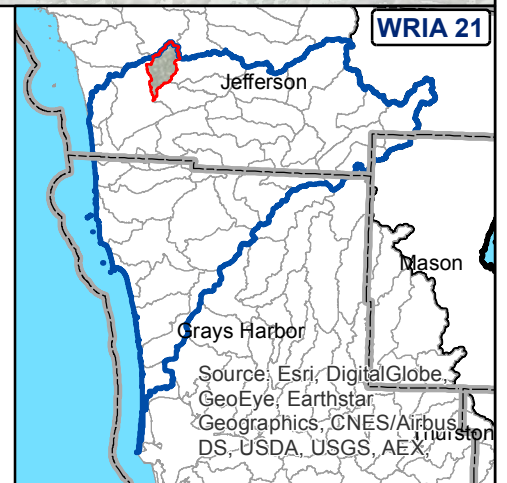 WRIA 21
Jefferson
Mason
Grays Harbor
Source: Esri, DigitalGlobe,
GeoEye, Earthstar
Geographics, CNES/Airbus
DS, USDA, USGS, AEX,
Thurston